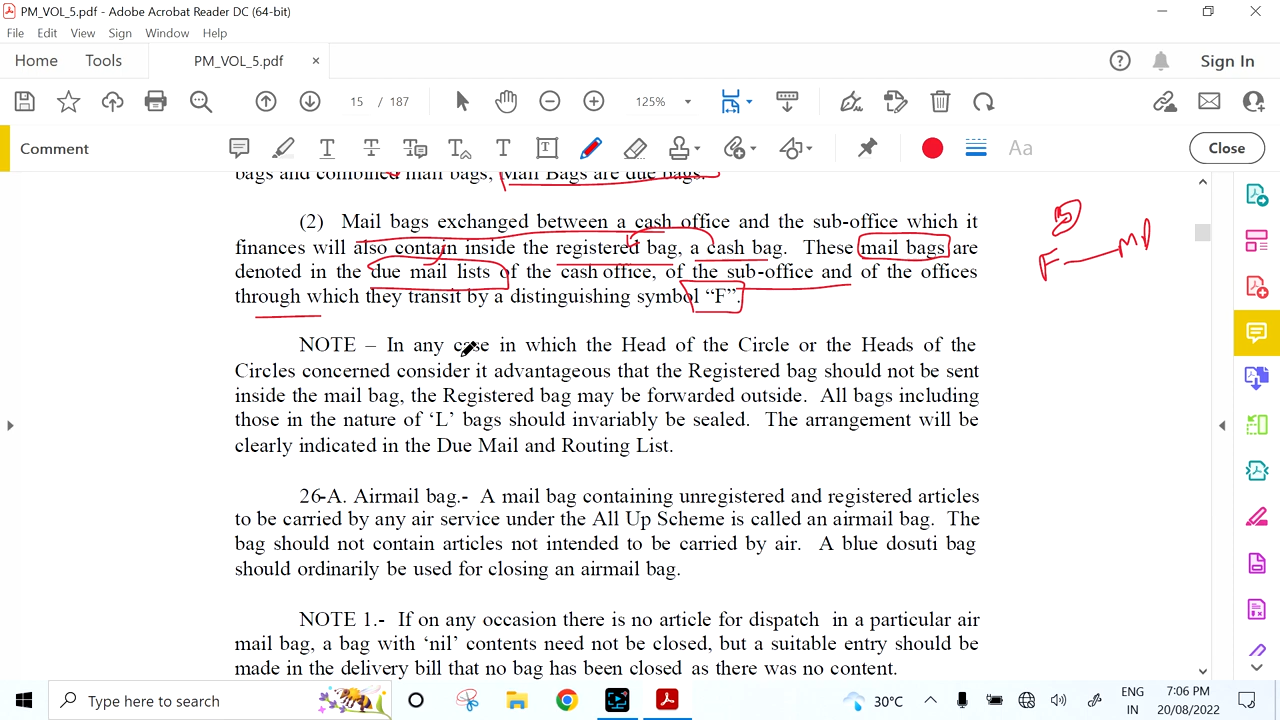 PM_VOL_5.pdf - Adobe Acrobat Reader DC (64-bit)
File Edit View Sign Window Help
Home Tools PM_VOL_5.pdf × Sign In
15 / 187 125%
Comment Close
bags and combined mail bags, Mail Bags are due bags.
(2) Mail bags exchanged between a cash office and the sub-office which it
finances will also contain inside the registered bag, a cash bag. These mail bags are
denoted in the due mail lists of the cash office, of the sub-office and of the offices
through which they transit by a distinguishing symbol “F”.
5
F MD
NOTE – In any case in which the Head of the Circle or the Heads of the
Circles concerned consider it advantageous that the Registered bag should not be sent
inside the mail bag, the Registered bag may be forwarded outside. All bags including
those in the nature of ‘L’ bags should invariably be sealed. The arrangement will be
clearly indicated in the Due Mail and Routing List.
26-A. Airmail bag.- A mail bag containing unregistered and registered articles
to be carried by any air service under the All Up Scheme is called an airmail bag. The
bag should not contain articles not intended to be carried by air. A blue dosuti bag
should ordinarily be used for closing an airmail bag.
NOTE 1.- If on any occasion there is no article for dispatch in a particular air
mail bag, a bag with ‘nil’ contents need not be closed, but a suitable entry should be
made in the delivery bill that no bag has been closed as there was no content.
Type here to search 30°C ENG 7:06 PM
IN 20/08/2022